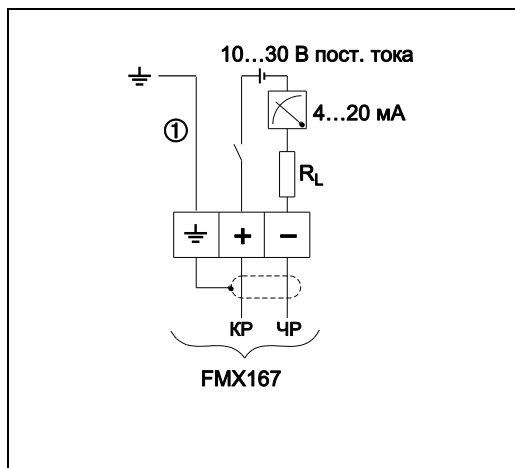 10...30 В пост. тока
①
4...20 мА
RL
+ −
КР ЧР
FMX167